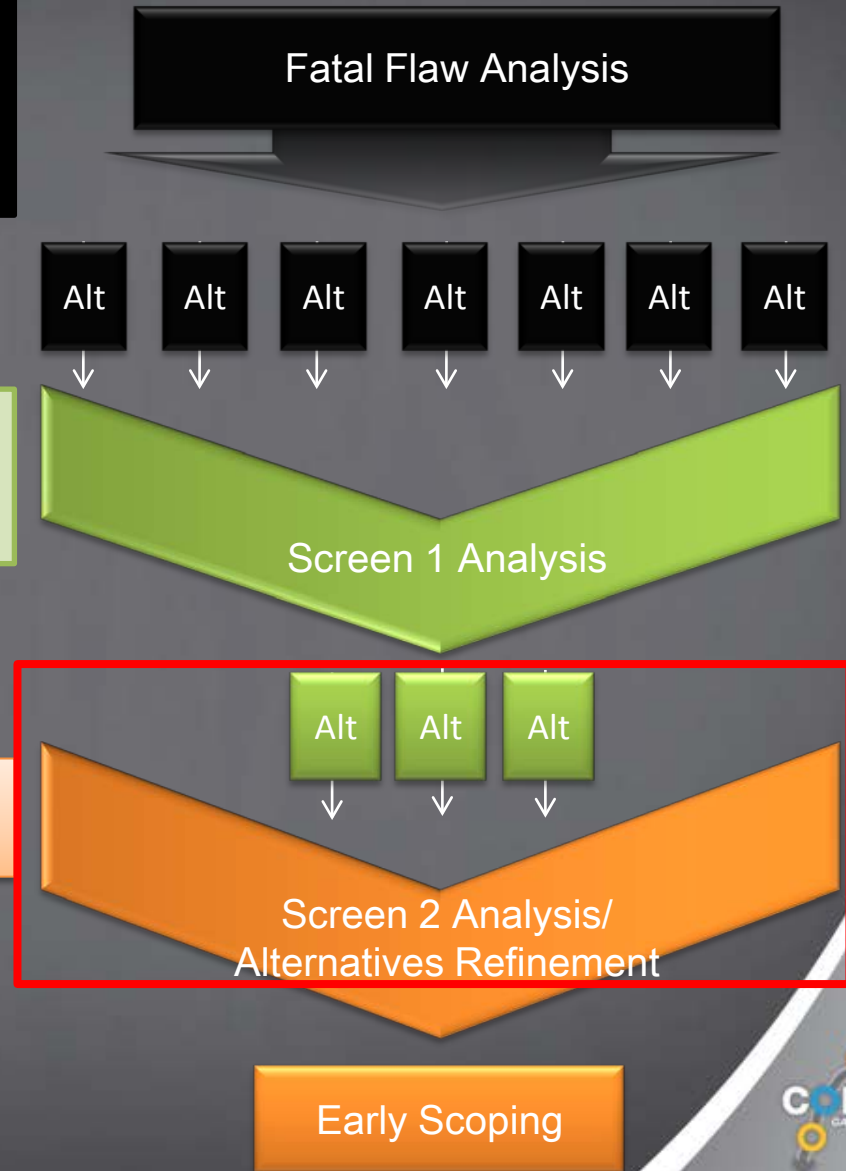 Fatal Flaw Analysis
Alt Alt Alt Alt Alt Alt Alt
Screen 1 Analysis
Alt Alt Alt
Screen 2 Analysis/
Alternatives Refinement
Early Scoping